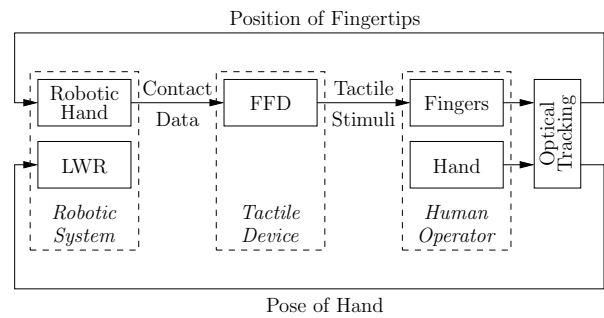 Position of Fingertips
Robotic
Hand
Contact
Data
FFD
Tactile
Stimuli
Fingers
Optical
Tracking
LWR
Hand
Robotic
System
Tactile
Device
Human
Operator
Pose of Hand